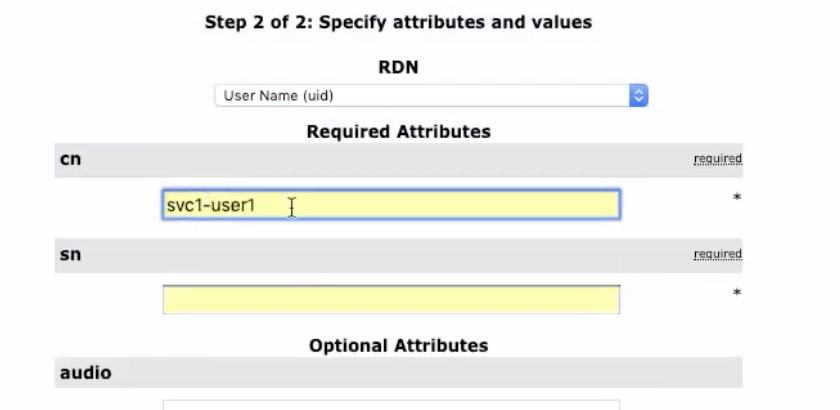 Step 2 of 2: Specify attributes and values
RDN
User Name (uid)
Required Attributes
cn required
svc1-user1 *
sn required
*
Optional Attributes
audio